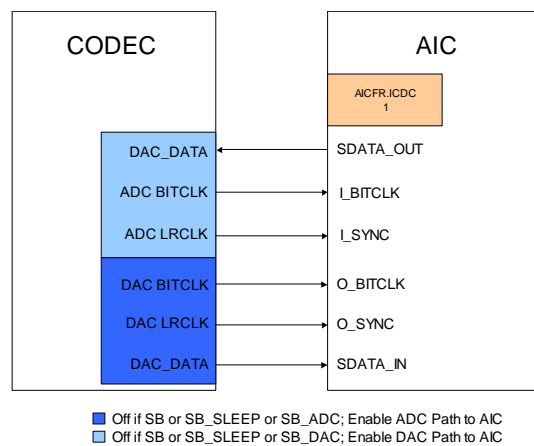 CODEC AIC
AICFR.ICDC
1
DAC_DATA SDATA_OUT
ADC BITCLK I_BITCLK
ADC LRCLK I_SYNC
DAC BITCLK O_BITCLK
DAC LRCLK O_SYNC
DAC_DATA SDATA_IN
Off if SB or SB_SLEEP or SB_ADC; Enable ADC Path to AIC
Off if SB or SB_SLEEP or SB_DAC; Enable DAC Path to AIC